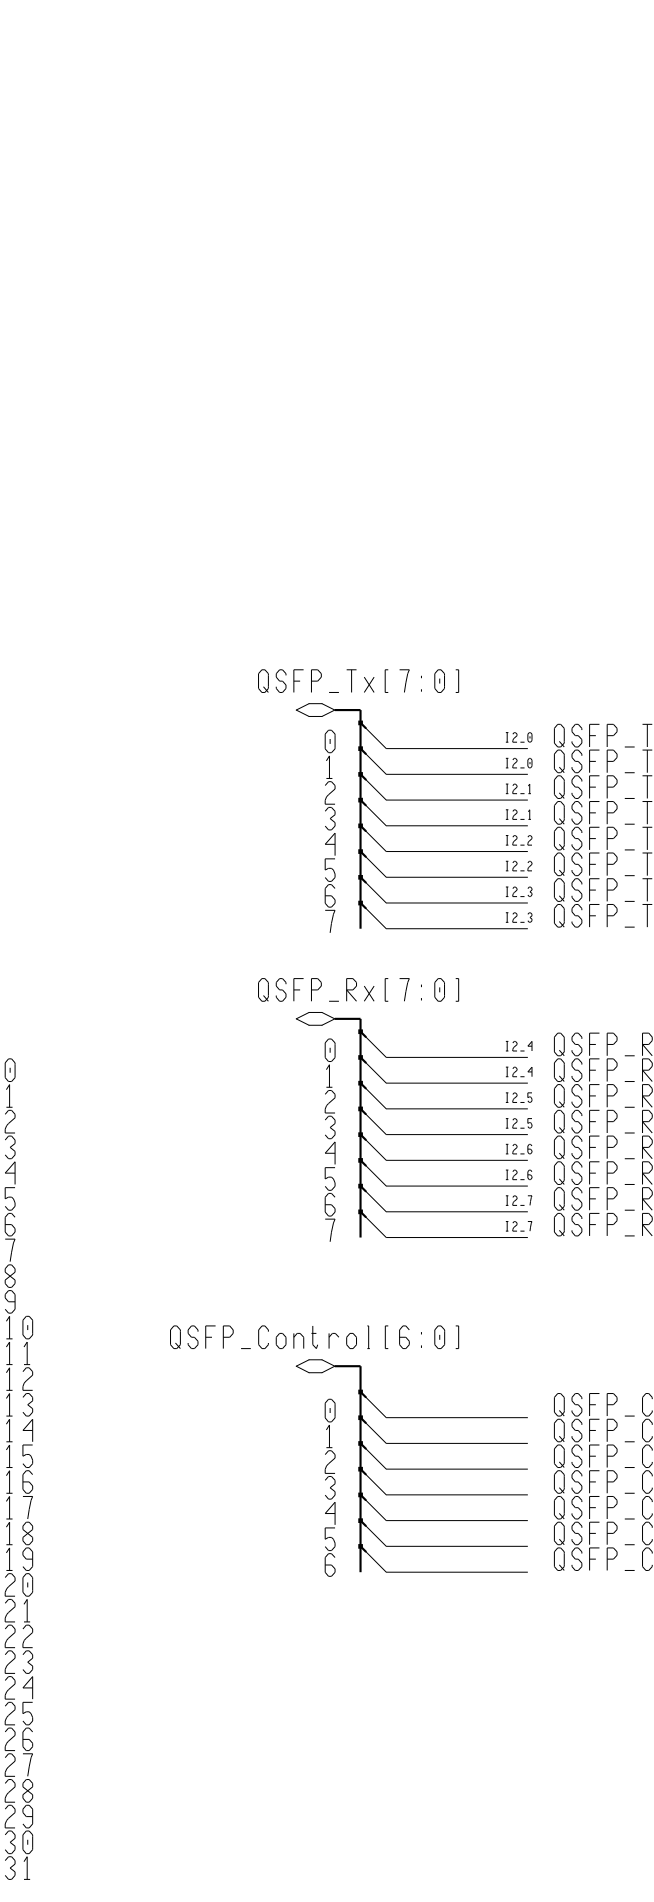 QSFP_Tx[7:0]
0 I2_0 QSFP_T
1 I2_0 QSFP_T
2 I2_1 QSFP_T
3 I2_1 QSFP_T
4 I2_2 QSFP_T
5 I2_2 QSFP_T
6 I2_3 QSFP_T
7 I2_3 QSFP_T
QSFP_Rx[7:0]
0 I2_4 QSFP_R
1 I2_4 QSFP_R
2 I2_5 QSFP_R
3 I2_5 QSFP_R
4 I2_6 QSFP_R
5 I2_6 QSFP_R
6 I2_7 QSFP_R
7 I2_7 QSFP_R
QSFP_Control[6:0]
0 QSFP_C
1 QSFP_C
2 QSFP_C
3 QSFP_C
4 QSFP_C
5 QSFP_C
6 QSFP_C
0
1
2
3
4
5
6
7
8
9
10
11
12
13
14
15
16
17
18
19
20
21
22
23
24
25
26
27
28
29
30
31